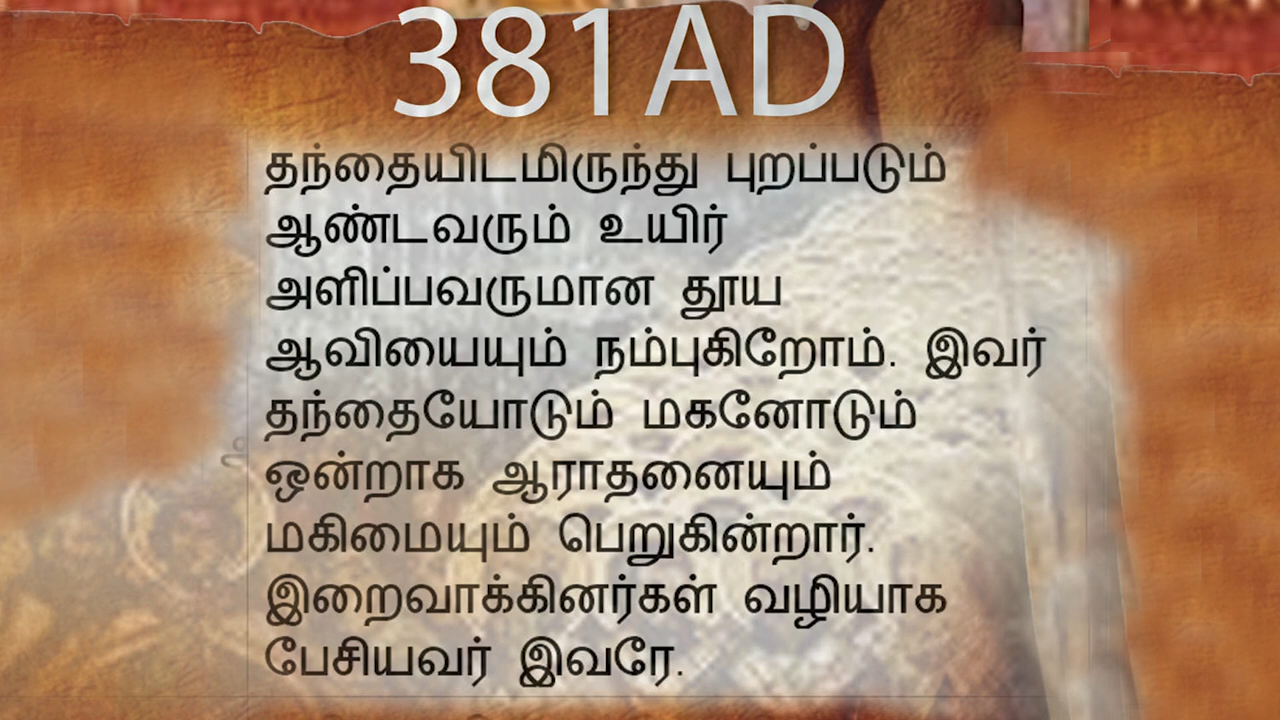 381AD
தந்தையிடமிருந்து புறப்படும்
ஆண்டவரும் உயிர்
அளிப்பவருமான தூய
ஆவியையும் நம்புகிறோம். இவர்
தந்தையோடும் மகனோடும்
ஒன்றாக ஆராதனையும்
மகிமையும் பெறுகின்றார்.
இறைவாக்கினர்கள் வழியாக
பேசியவர் இவரே.